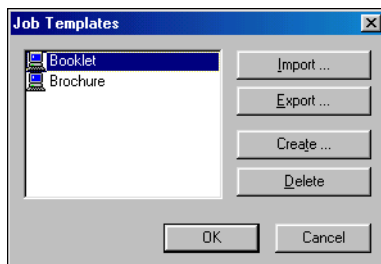 Job Templates
Booklet
Brochure
Import ...
Export ...
Create ...
Delete
OK
Cancel